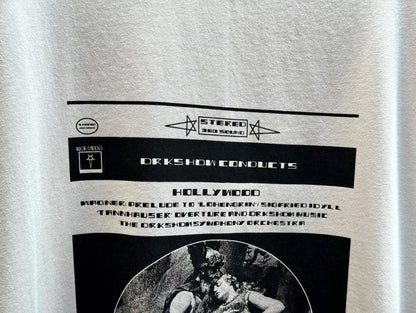 STEREO
360 SOUND
RICK OWENS
DRKSHDW CONDUCTS
HOLLYWOOD
WAGNER: PRELUDE TO 'LOHENGRIN'/ SIGFRIED IDYLL
'TANNHAUSER' OVERTURE AND DRKSHDW MUSIC
THE DRKSHDW SYMPHONY ORCHESTRA